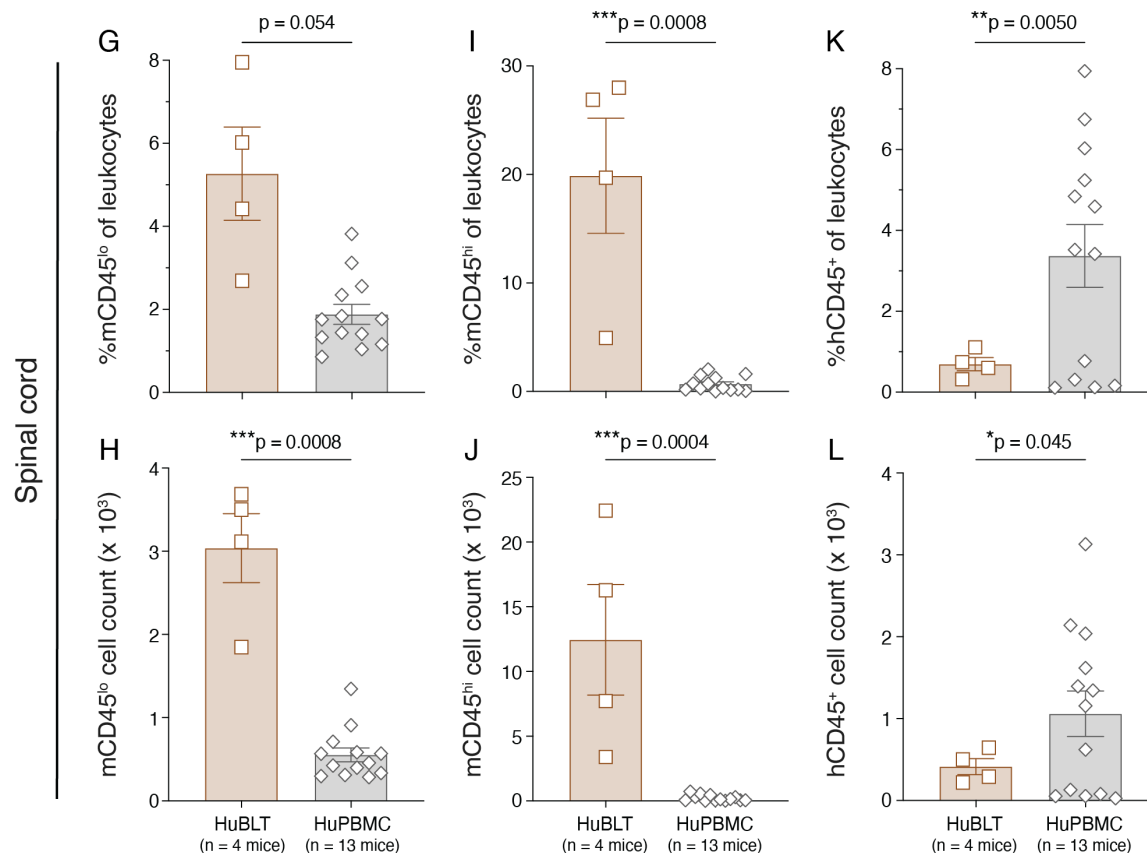 Spinal cord
G
p = 0.054
%mCD45ˡᵒ of leukocytes
8
6
4
2
0
I
***p = 0.0008
%mCD45ʰⁱ of leukocytes
30
20
10
0
K
**p = 0.0050
%hCD45⁺ of leukocytes
8
6
4
2
0
H
***p = 0.0008
mCD45ˡᵒ cell count (x 10³)
4
3
2
1
0
HuBLT
HuPBMC
(n = 4 mice)
(n = 13 mice)
J
***p = 0.0004
mCD45ʰⁱ cell count (x 10³)
25
20
15
10
5
0
HuBLT
HuPBMC
(n = 4 mice)
(n = 13 mice)
L
*p = 0.045
hCD45⁺ cell count (x 10³)
4
3
2
1
0
HuBLT
HuPBMC
(n = 4 mice)
(n = 13 mice)